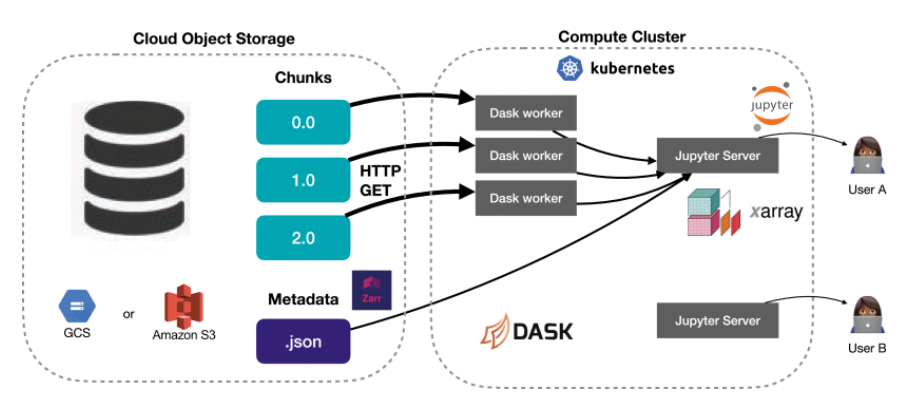 Cloud Object Storage
Compute Cluster
Chunks
kubernetes
0.0
Dask worker
jupyter
1.0
HTTP
GET
Dask worker
Jupyter Server
User A
2.0
Dask worker
xarray
Metadata
Zarr
GCS
or
Amazon S3
.json
DASK
Jupyter Server
User B